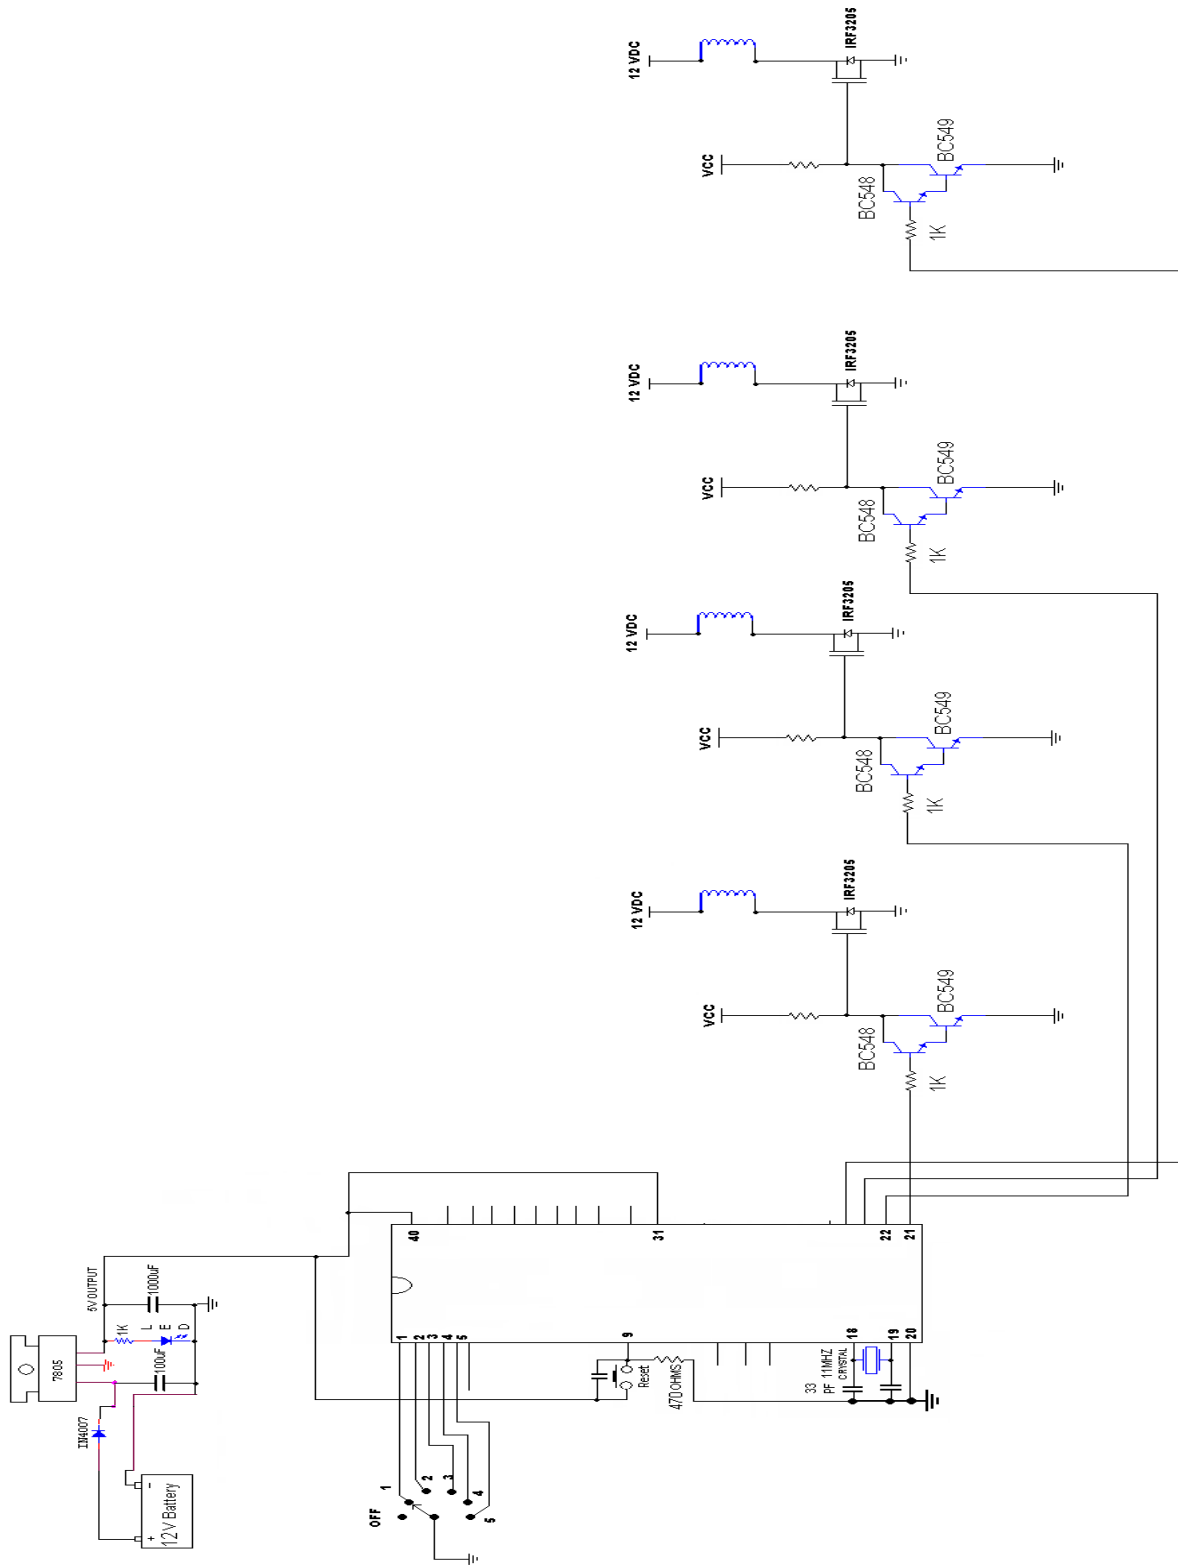 12 VDC
IRF3205
VCC
BC548
BC549
1K
12 VDC
IRF3205
VCC
BC548
BC549
1K
12 VDC
IRF3205
VCC
BC548
BC549
1K
12 VDC
IRF3205
VCC
BC548
BC549
1K
40
31
22
21
1
2
3
4
5
9
18
19
20
5V OUTPUT
1000uF
1K
L E D
100uF
7805
IN4007
12V Battery
+
-
Reset
470 OHMS
33 PF
11MHZ
CRYSTAL
OFF
1
2
3
4
5